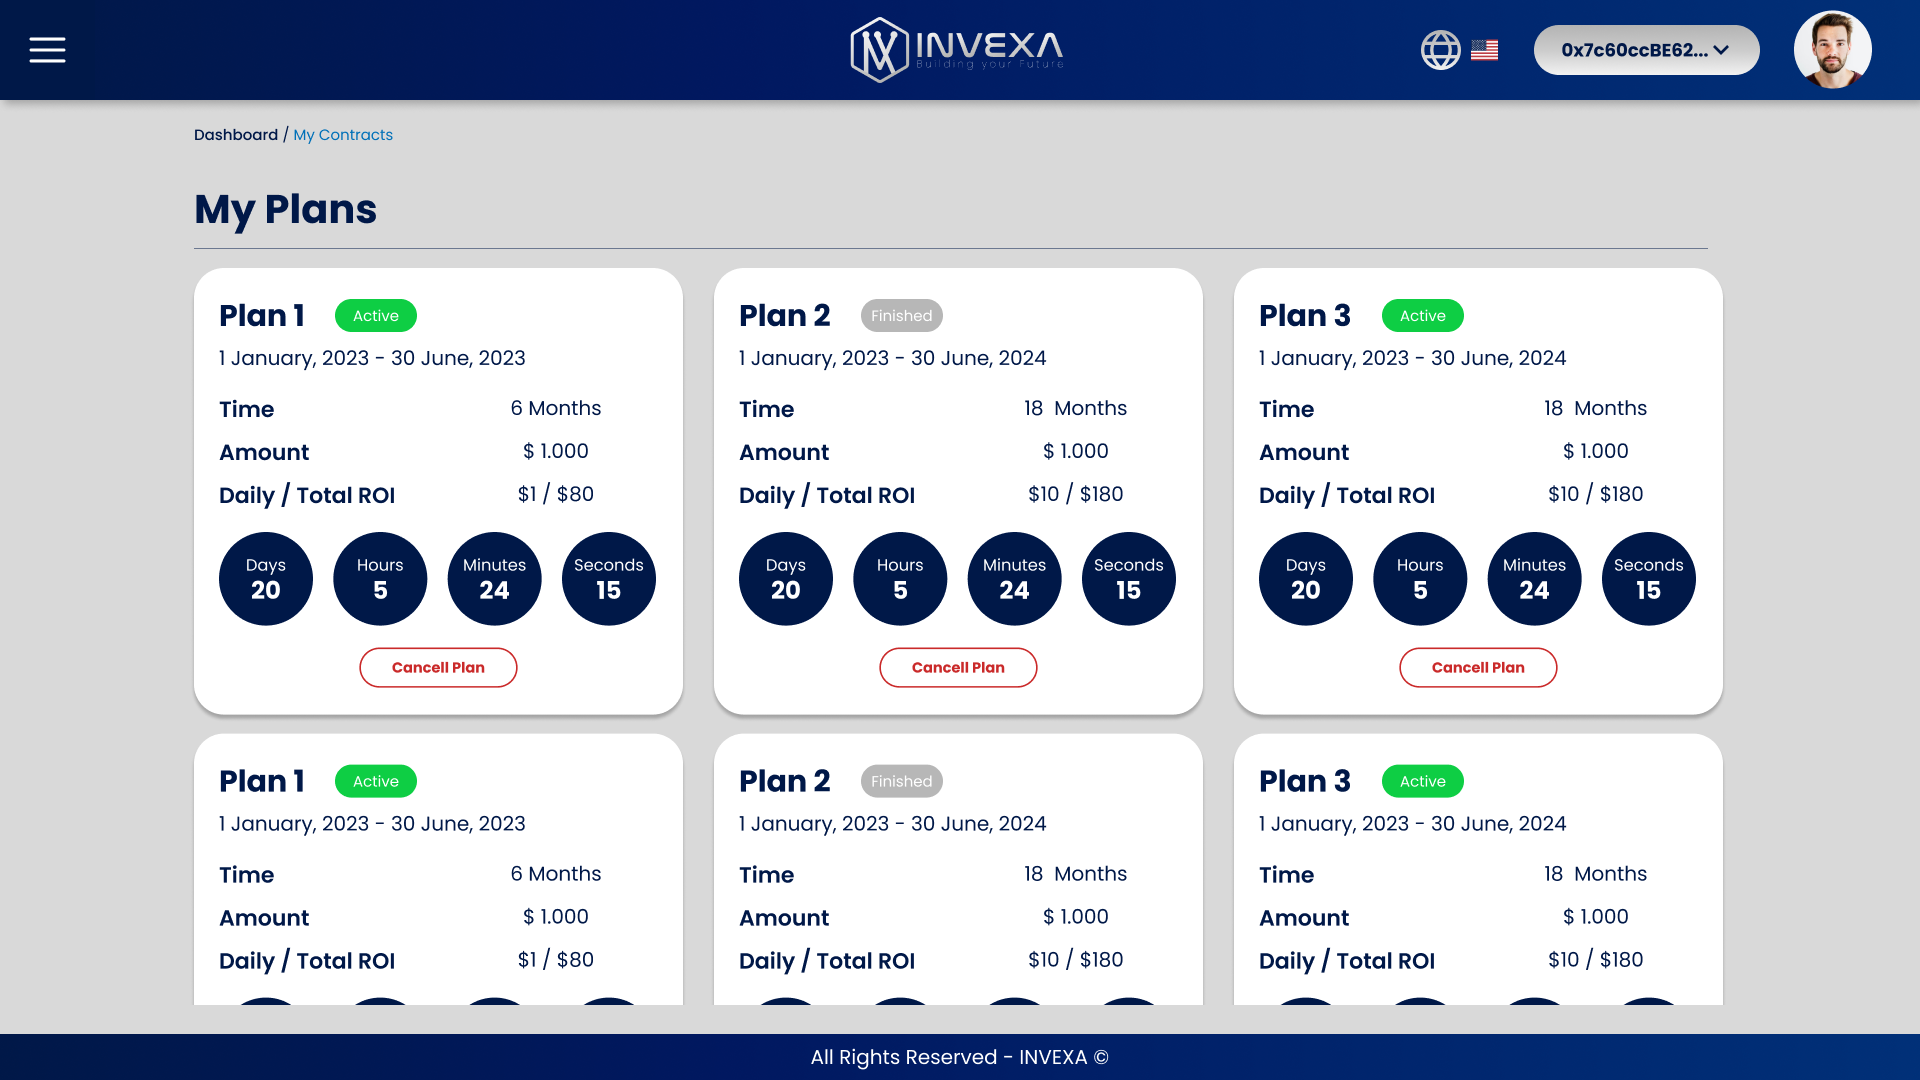 INVEXA
Building your Future
0x7c60ccBE62...
Dashboard / My Contracts
My Plans
Plan 1 Active
1 January, 2023 - 30 June, 2023
Time 6 Months
Amount $ 1.000
Daily / Total ROI $1 / $80
Days Hours Minutes Seconds
20 5 24 15
Cancell Plan
Plan 2 Finished
1 January, 2023 - 30 June, 2024
Time 18 Months
Amount $ 1.000
Daily / Total ROI $10 / $180
Days Hours Minutes Seconds
20 5 24 15
Cancell Plan
Plan 3 Active
1 January, 2023 - 30 June, 2024
Time 18 Months
Amount $ 1.000
Daily / Total ROI $10 / $180
Days Hours Minutes Seconds
20 5 24 15
Cancell Plan
Plan 1 Active
1 January, 2023 - 30 June, 2023
Time 6 Months
Amount $ 1.000
Daily / Total ROI $1 / $80
Plan 2 Finished
1 January, 2023 - 30 June, 2024
Time 18 Months
Amount $ 1.000
Daily / Total ROI $10 / $180
Plan 3 Active
1 January, 2023 - 30 June, 2024
Time 18 Months
Amount $ 1.000
Daily / Total ROI $10 / $180
All Rights Reserved - INVEXA ©